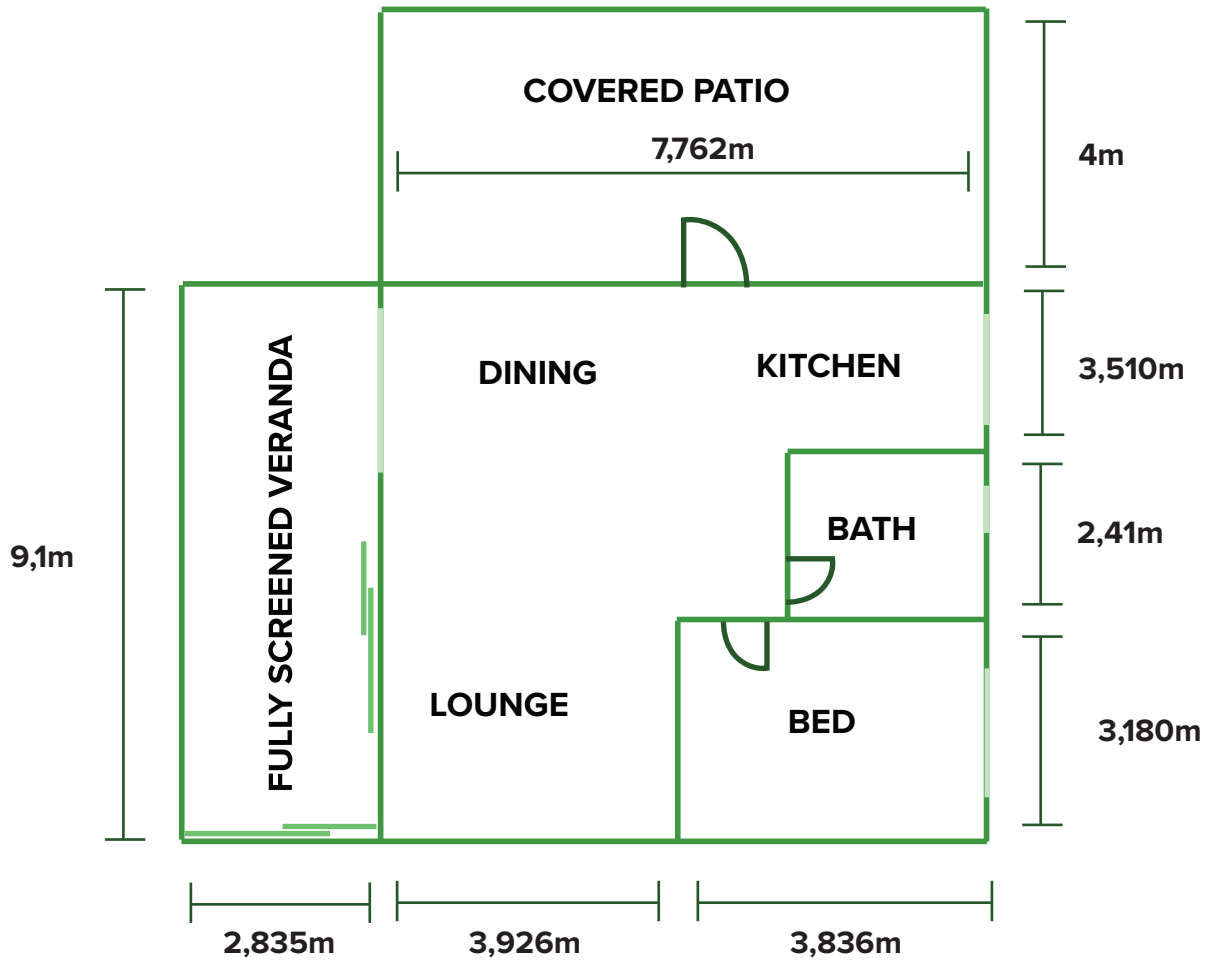 COVERED PATIO
7,762m
4m
DINING
KITCHEN
3,510m
FULLY SCREENED VERANDA
BATH
2,41m
9,1m
LOUNGE
BED
3,180m
2,835m
3,926m
3,836m